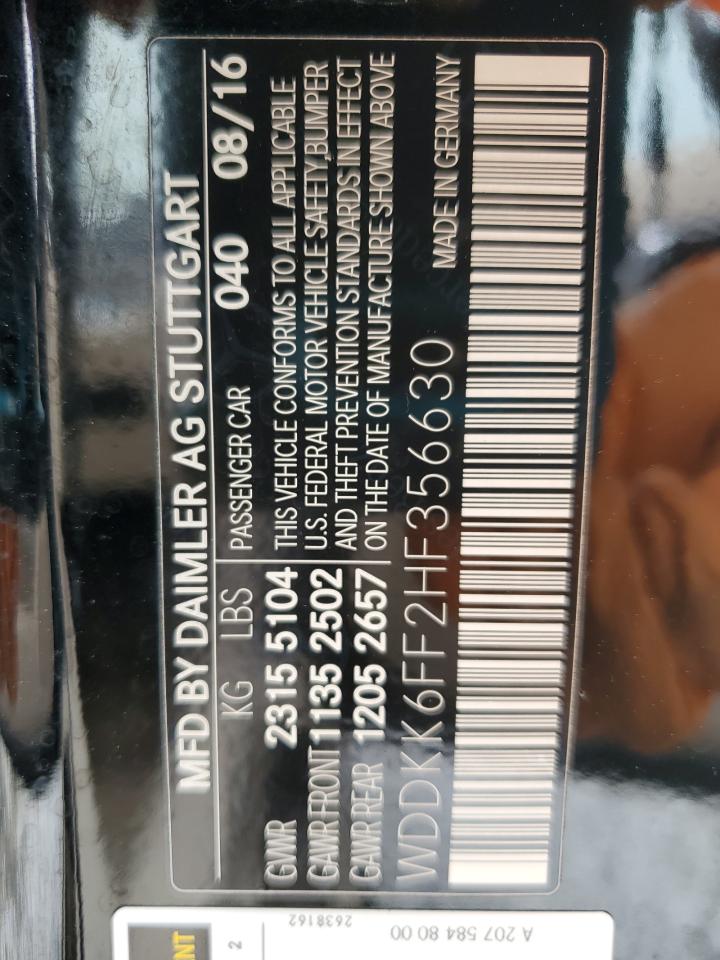 MFD BY DAIMLER AG STUTTGART
KG LBS PASSENGER CAR 040 08/16
GWR 2315 5104 THIS VEHICLE CONFORMS TO ALL APPLICABLE
GAWR FRONT 1135 2502 U.S. FEDERAL MOTOR VEHICLE SAFETY,BUMPER
GAWR REAR 1205 2657 AND THEFT PREVENTION STANDARDS IN EFFECT
ON THE DATE OF MANUFACTURE SHOWN ABOVE
WDDKK6FF2HF356630 MADE IN GERMANY
NT
2
2638162
A 207 584 80 00